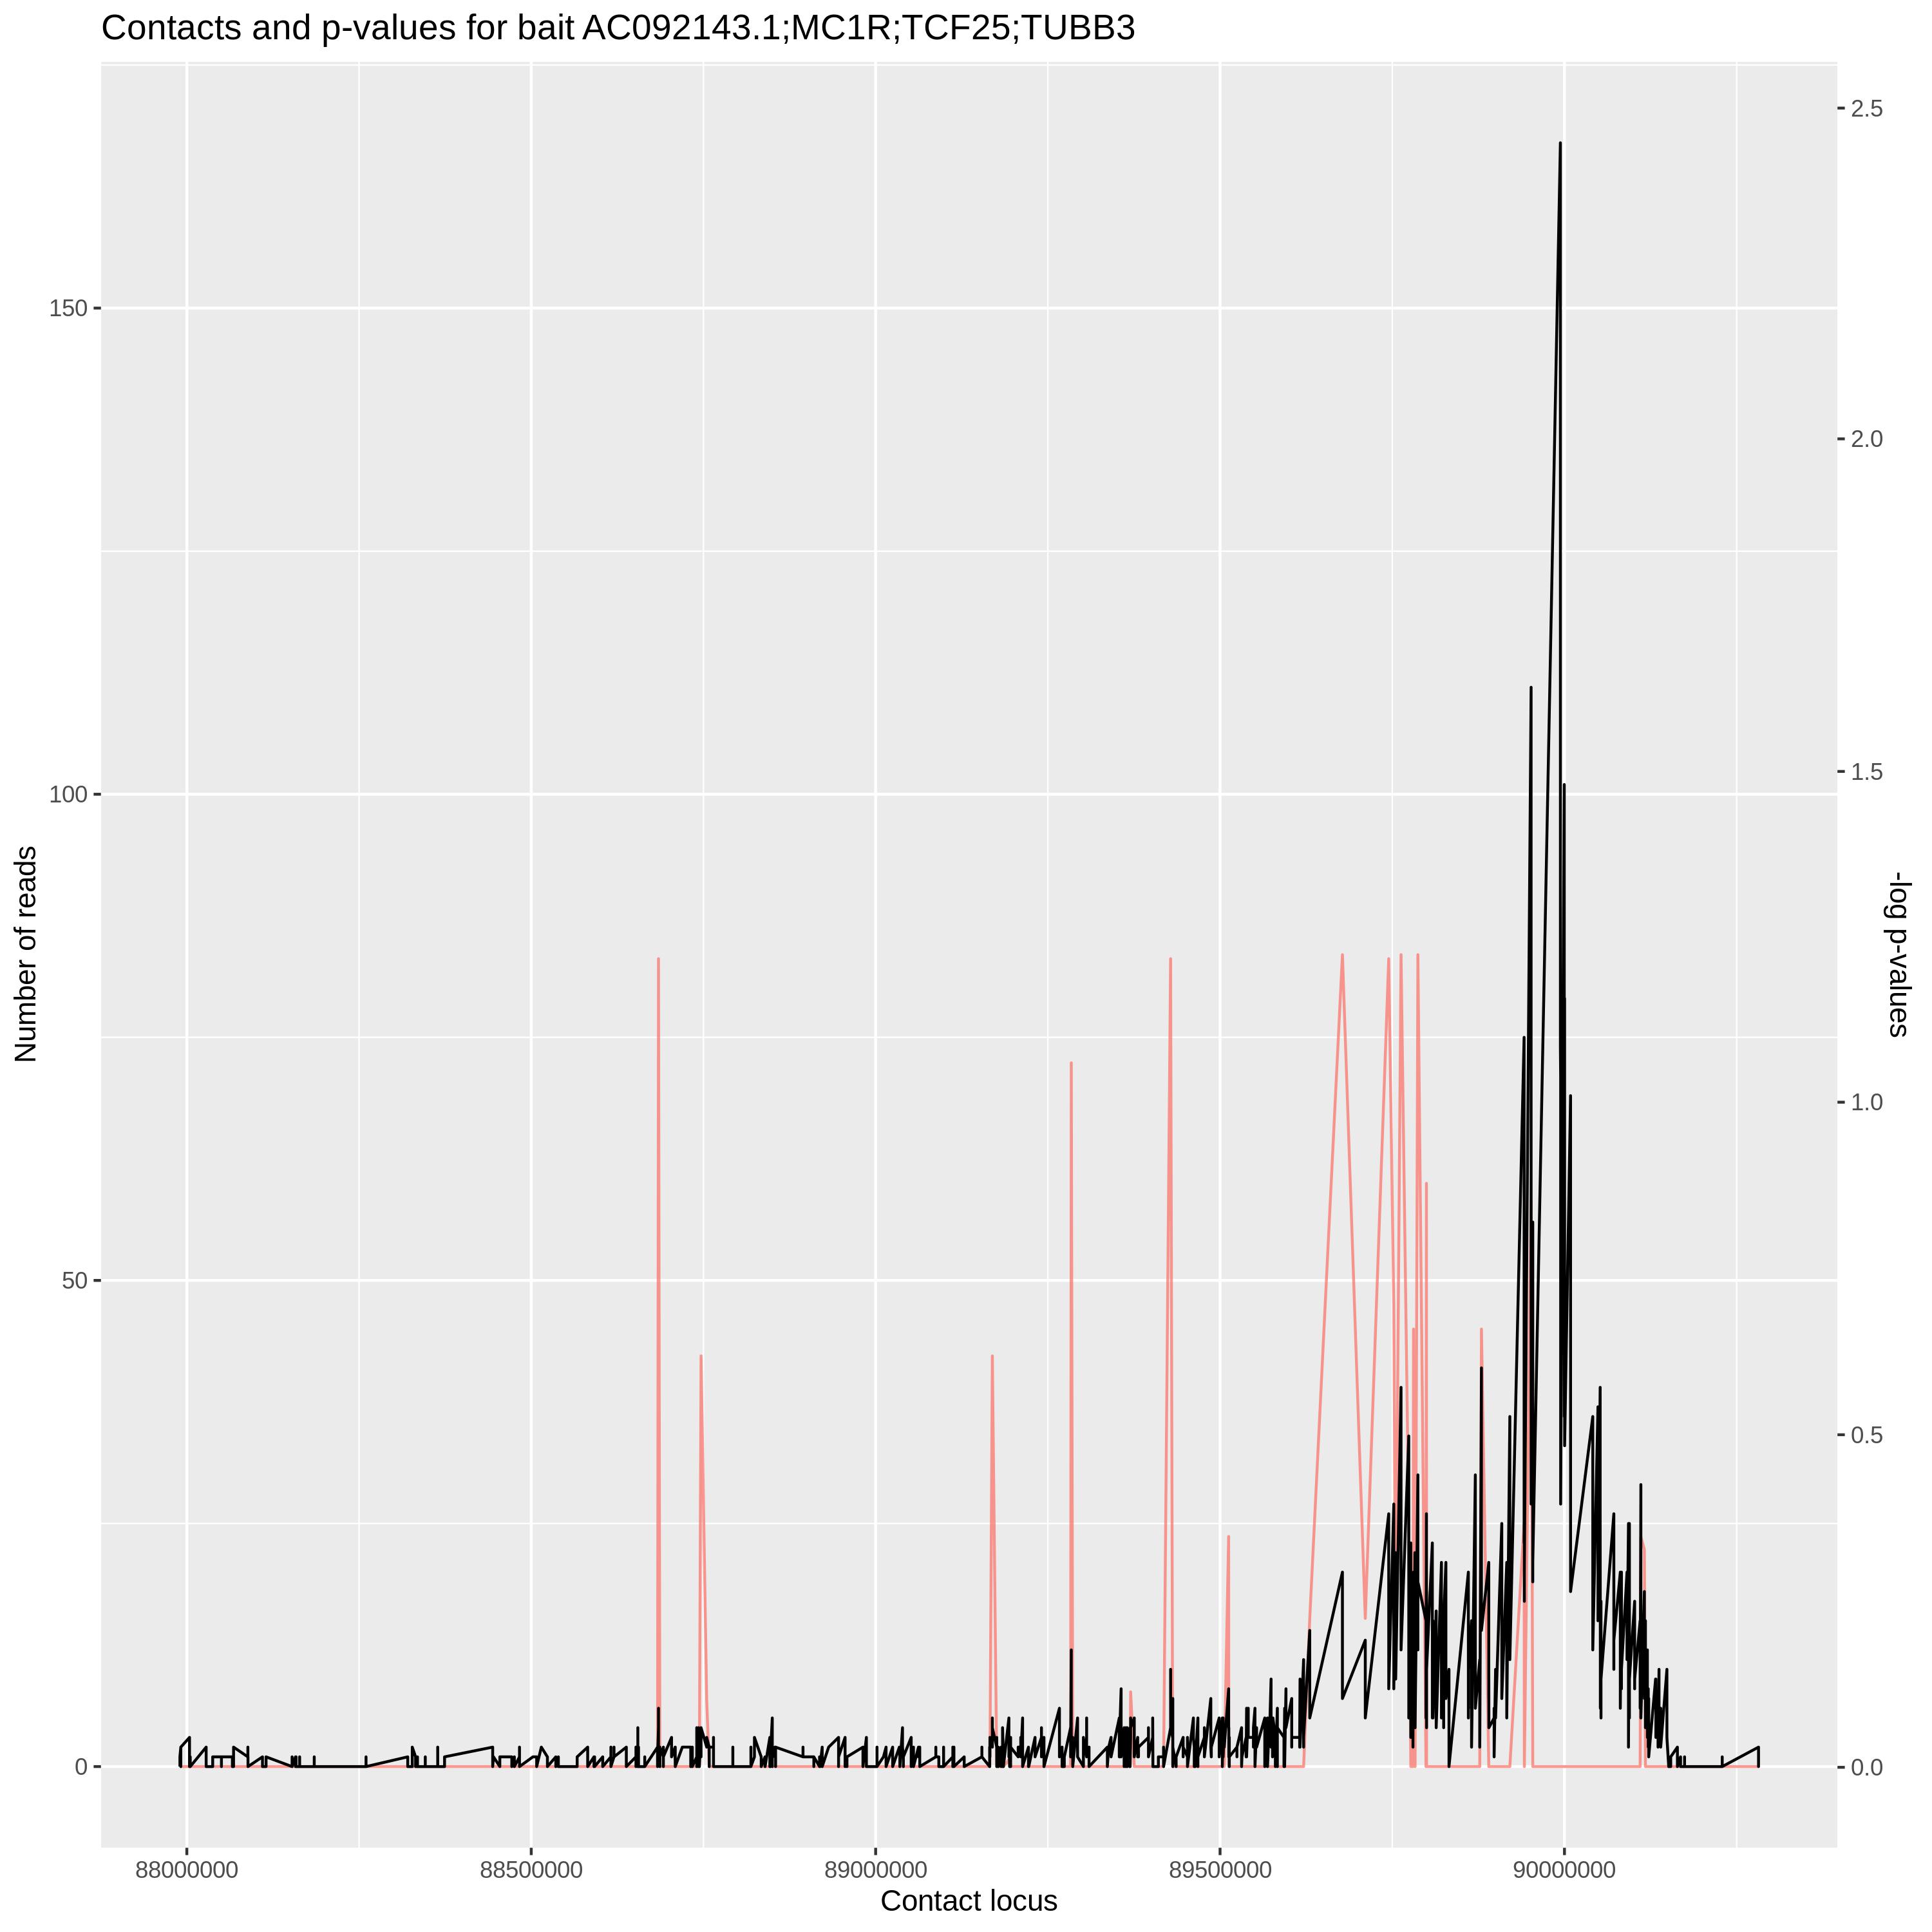 Contacts and p-values for bait AC092143.1;MC1R;TCF25;TUBB3
Number of reads
150
100
50
0
2.5
2.0
1.5
1.0
0.5
0.0
-log p-values
88000000 88500000 89000000 89500000 90000000
Contact locus